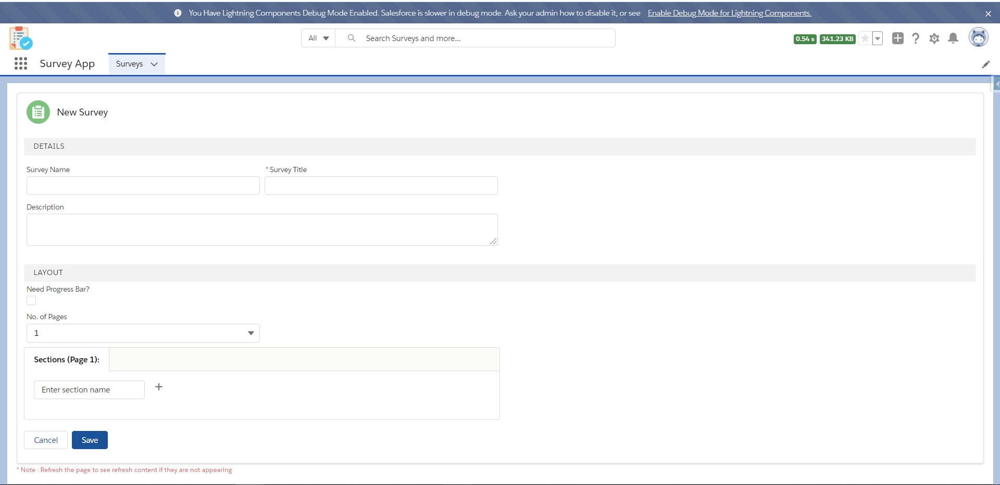 You Have Lightning Components Debug Mode Enabled. Salesforce is slower in debug mode. Ask your admin how to disable it, or see Enable Debug Mode for Lightning Components.
All Search Surveys and more...
0.54 s 341.23 KB
Survey App Surveys
New Survey
DETAILS
Survey Name * Survey Title
Description
LAYOUT
Need Progress Bar?
No. of Pages
1
Sections (Page 1):
Enter section name
Cancel Save
* Note : Refresh the page to see refresh content if they are not appearing